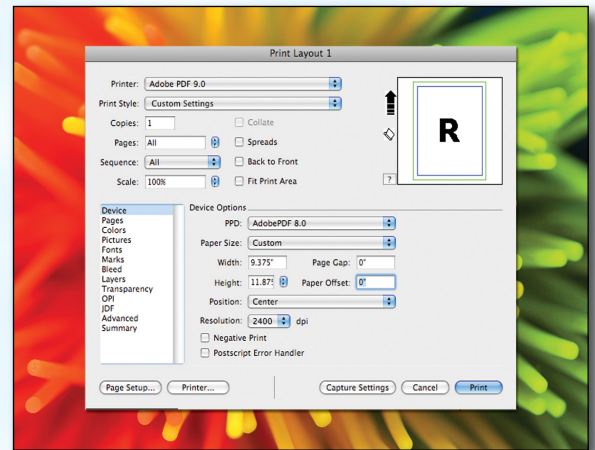 Print Layout 1
Printer: Adobe PDF 9.0
Print Style: Custom Settings
Copies: 1 Collate
Pages: All Spreads
Sequence: All Back to Front
Scale: 100% Fit Print Area
R
?
Device
Pages
Colors
Pictures
Fonts
Marks
Bleed
Layers
Transparency
OPI
JDF
Advanced
Summary
Device Options
PPD: AdobePDF 8.0
Paper Size: Custom
Width: 9.375" Page Gap: 0"
Height: 11.875 Paper Offset: 0"
Position: Center
Resolution: 2400 dpi
Negative Print
Postscript Error Handler
Page Setup... Printer... Capture Settings Cancel Print